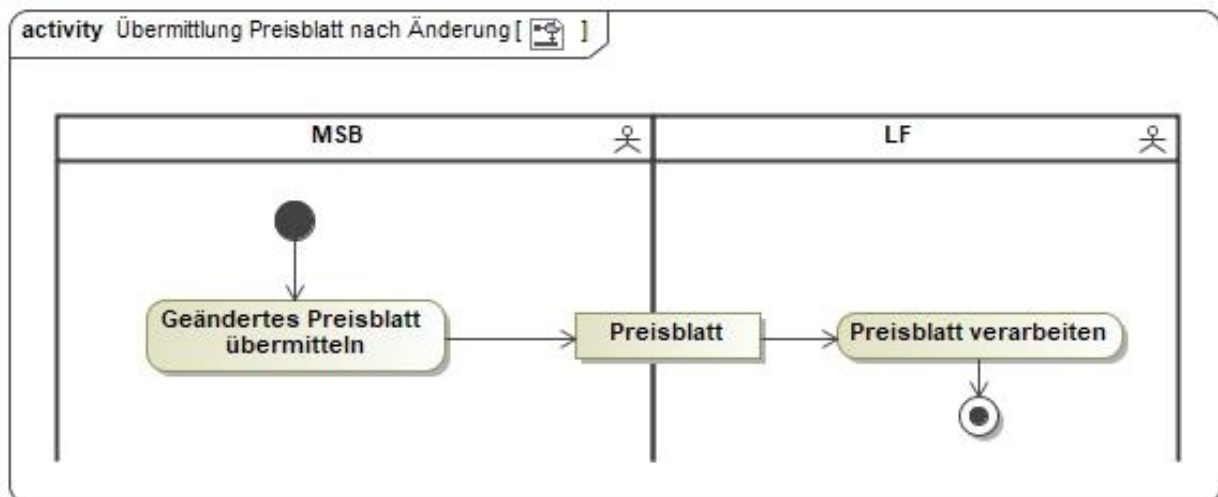 activity Übermittlung Preisblatt nach Änderung [ ]
MSB
LF
Geändertes Preisblatt
übermitteln
Preisblatt
Preisblatt verarbeiten